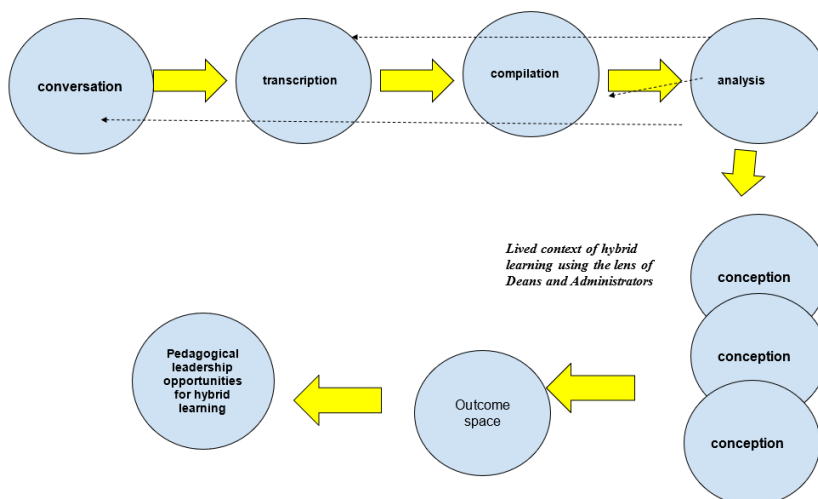 conversation
transcription
compilation
analysis
Lived context of hybrid
learning using the lens of
Deans and Administrators
conception
conception
conception
Outcome
space
Pedagogical
leadership
opportunities
for hybrid
learning